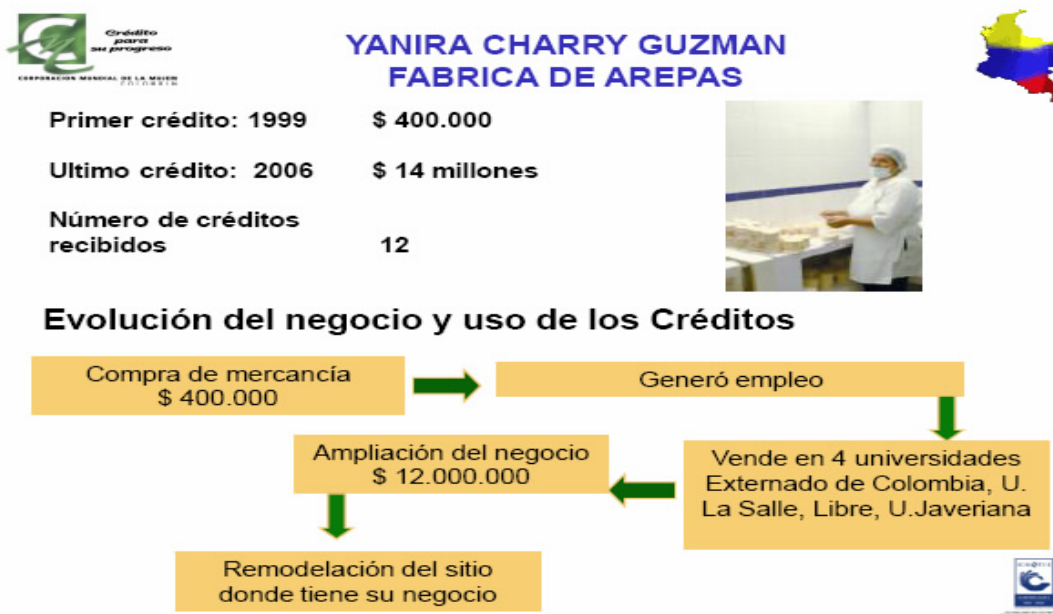 Crédito
para
su progreso
CORPORACION MUNDIAL DE LA MUJER
COLOMBIA
YANIRA CHARRY GUZMAN
FABRICA DE AREPAS
Primer crédito: 1999 $ 400.000
Ultimo crédito: 2006 $ 14 millones
Número de créditos
recibidos 12
Evolución del negocio y uso de los Créditos
Compra de mercancía
$ 400.000
Generó empleo
Vende en 4 universidades
Externado de Colombia, U.
La Salle, Libre, U.Javeriana
Ampliación del negocio
$ 12.000.000
Remodelación del sitio
donde tiene su negocio